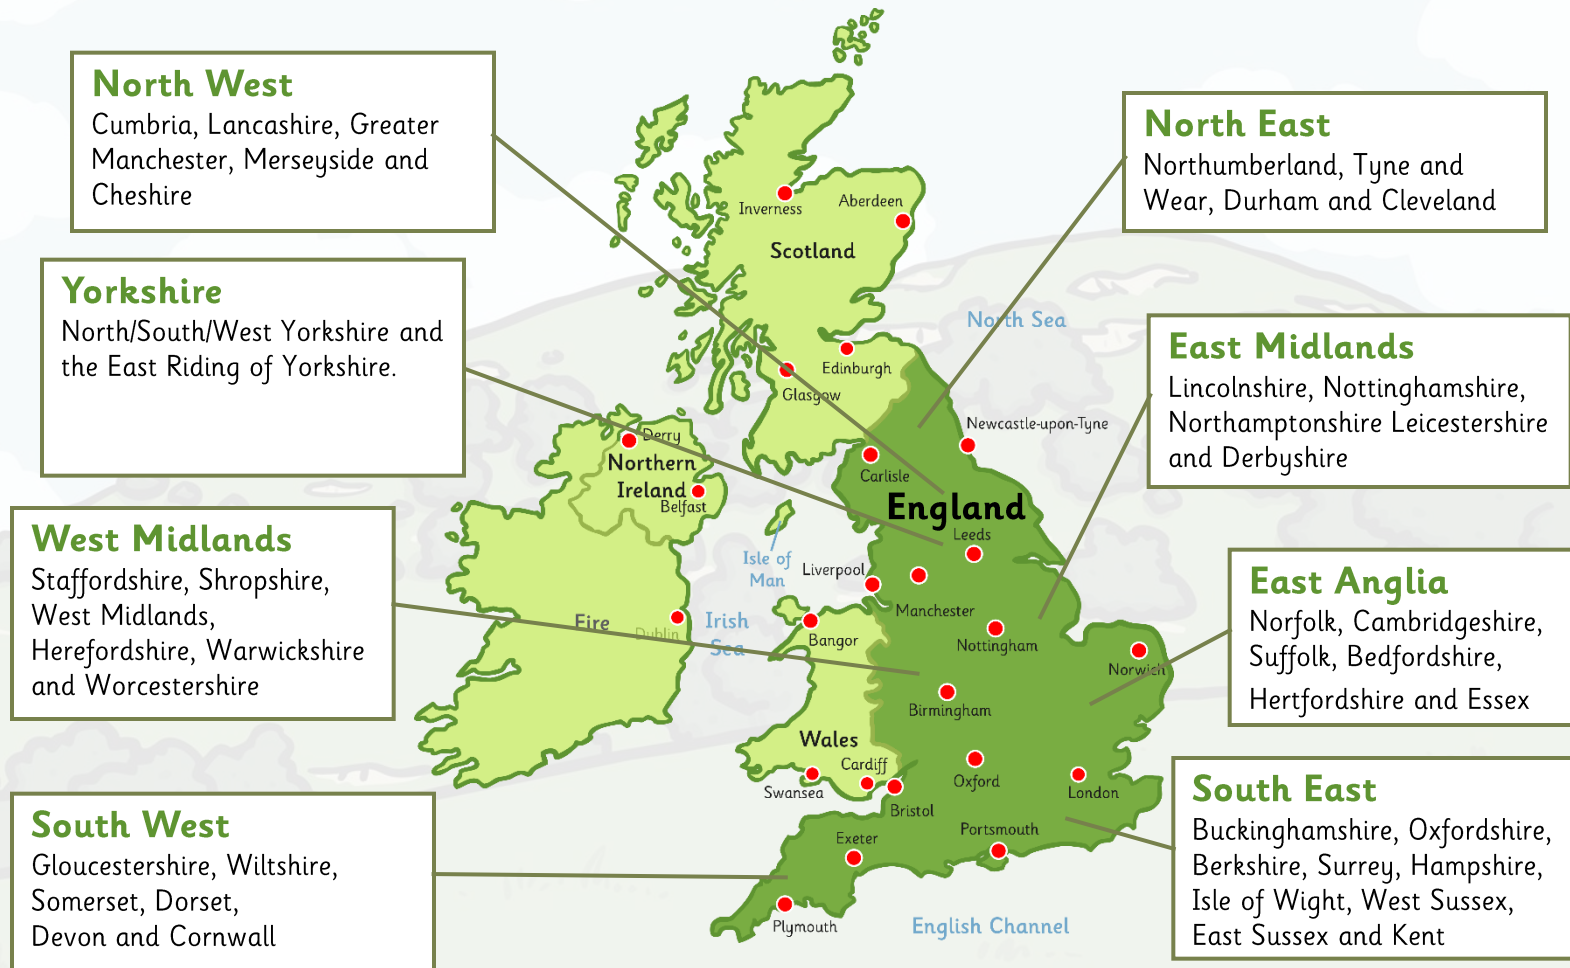 North West
Cumbria, Lancashire, Greater
Manchester, Merseyside and
Cheshire
Yorkshire
North/South/West Yorkshire and
the East Riding of Yorkshire.
West Midlands
Staffordshire, Shropshire,
West Midlands,
Herefordshire, Warwickshire
and Worcestershire
South West
Gloucestershire, Wiltshire,
Somerset, Dorset,
Devon and Cornwall
Inverness
Aberdeen
Scotland
North Sea
Edinburgh
Glasgow
Newcastle-upon-Tyne
Derry
Northern
Ireland
Belfast
Carlisle
England
Leeds
Isle of
Man
Liverpool
Manchester
Eire
Dublin
Irish
Sea
Bangor
Nottingham
Norwich
Birmingham
Wales
Cardiff
Swansea
Bristol
Oxford
London
Exeter
Portsmouth
Plymouth
English Channel
North East
Northumberland, Tyne and
Wear, Durham and Cleveland
East Midlands
Lincolnshire, Nottinghamshire,
Northamptonshire Leicestershire
and Derbyshire
East Anglia
Norfolk, Cambridgeshire,
Suffolk, Bedfordshire,
Hertfordshire and Essex
South East
Buckinghamshire, Oxfordshire,
Berkshire, Surrey, Hampshire,
Isle of Wight, West Sussex,
East Sussex and Kent